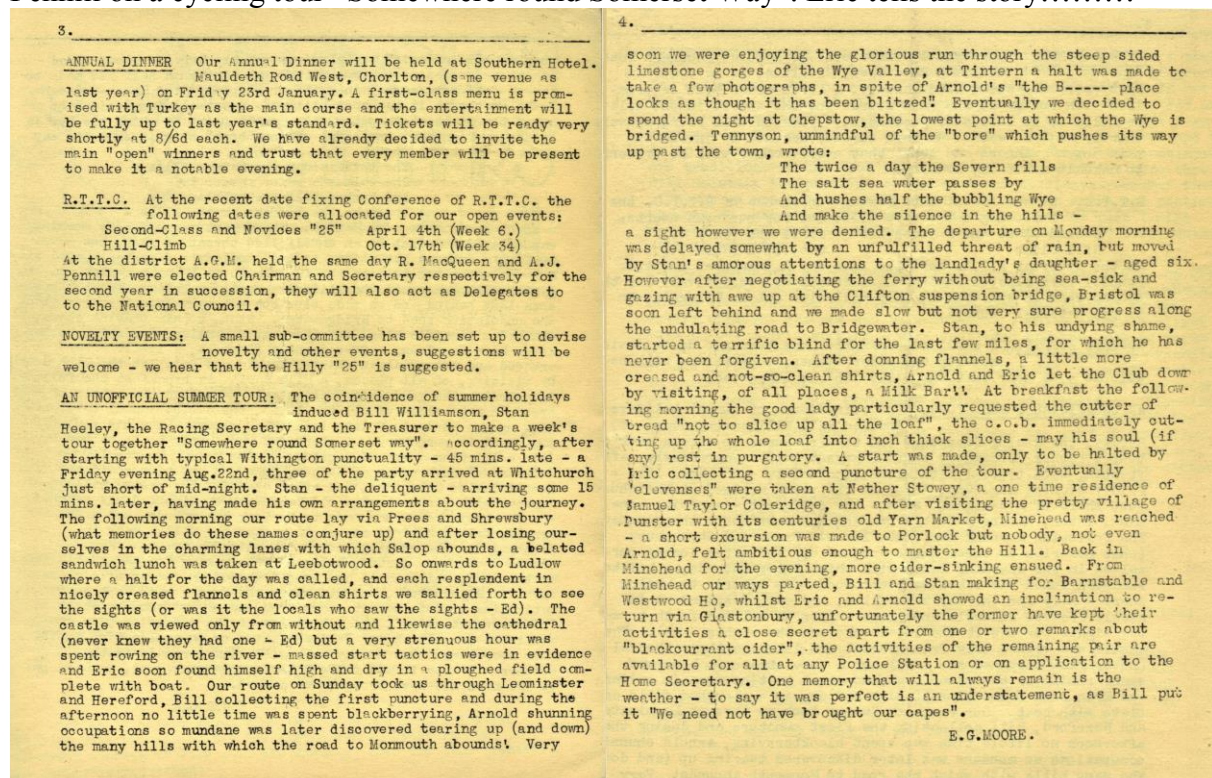 Pennill on a cycling tour "Somewhere round Somerset Way". Eric tells the story.........
3.
ANNUAL DINNER Our Annual Dinner will be held at Southern Hotel.
Mauldeth Road West, Chorlton, (same venue as
last year) on Friday 23rd January. A first-class menu is prom-
ised with Turkey as the main course and the entertainment will
be fully up to last year's standard. Tickets will be ready very
shortly at 8/6d each. We have already decided to invite the
main "open" winners and trust that every member will be present
to make it a notable evening.
R.T.T.C. At the recent date fixing Conference of R.T.T.C. the
following dates were allocated for our open events:
Second-Class and Novices "25" April 4th (Week 6.)
Hill-Climb Oct. 17th (Week 34)
At the district A.G.M. held the same day R. MacQueen and A.J.
Pennill were elected Chairman and Secretary respectively for the
second year in succession, they will also act as Delegates to
to the National Council.
NOVELTY EVENTS: A small sub-committee has been set up to devise
novelty and other events, suggestions will be
welcome - we hear that the Hilly "25" is suggested.
AN UNOFFICIAL SUMMER TOUR: The coincidence of summer holidays
induced Bill Williamson, Stan
Heeley, the Racing Secretary and the Treasurer to make a week's
tour together "Somewhere round Somerset way". Accordingly, after
starting with typical Withington punctuality - 45 mins. late - a
Friday evening Aug.22nd, three of the party arrived at Whitchurch
just short of mid-night. Stan - the deliquent - arriving some 15
mins. later, having made his own arrangements about the journey.
The following morning our route lay via Prees and Shrewsbury
(what memories do these names conjure up) and after losing our-
selves in the charming lanes with which Salop abounds, a belated
sandwich lunch was taken at Leebotwood. So onwards to Ludlow
where a halt for the day was called, and each resplendent in
nicely creased flannels and clean shirts we sallied forth to see
the sights (or was it the locals who saw the sights - Ed). The
castle was viewed only from without and likewise the cathedral
(never knew they had one - Ed) but a very strenuous hour was
spent rowing on the river - massed start tactics were in evidence
and Eric soon found himself high and dry in a ploughed field com-
plete with boat. Our route on Sunday took us through Leominster
and Hereford, Bill collecting the first puncture and during the
afternoon no little time was spent blackberrying, Arnold shunning
occupations so mundane was later discovered tearing up (and down)
the many hills with which the road to Monmouth abounds! Very
4.
soon we were enjoying the glorious run through the steep sided
limestone gorges of the Wye Valley, at Tintern a halt was made to
take a few photographs, in spite of Arnold's "the B----- place
looks as though it has been blitzed"! Eventually we decided to
spend the night at Chepstow, the lowest point at which the Wye is
bridged. Tennyson, unmindful of the "bore" which pushes its way
up past the town, wrote:
The twice a day the Severn fills
The salt sea water passes by
And hushes half the bubbling Wye
And make the silence in the hills -
a sight however we were denied. The departure on Monday morning
was delayed somewhat by an unfulfilled threat of rain, but moved
by Stan's amorous attentions to the landlady's daughter - aged six.
However after negotiating the ferry without being sea-sick and
gazing with awe up at the Clifton suspension bridge, Bristol was
soon left behind and we made slow but not very sure progress along
the undulating road to Bridgewater. Stan, to his undying shame,
started a terrific blind for the last few miles, for which he has
never been forgiven. After donning flannels, a little more
creased and not-so-clean shirts, Arnold and Eric let the Club down
by visiting, of all places, a Milk Bar!! At breakfast the follow-
ing morning the good lady particularly requested the cutter of
bread "not to slice up all the loaf", the c.o.b. immediately cut-
ting up the whole loaf into inch thick slices - may his soul (if
any) rest in purgatory. A start was made, only to be halted by
Eric collecting a second puncture of the tour. Eventually
'elevenses" were taken at Nether Stowey, a one time residence of
Samuel Taylor Coleridge, and after visiting the pretty village of
Dunster with its centuries old Yarn Market, Minehead was reached
- a short excursion was made to Porlock but nobody, not even
Arnold, felt ambitious enough to master the Hill. Back in
Minehead for the evening, more cider-sinking ensued. From
Minehead our ways parted, Bill and Stan making for Barnstable and
Westwood Ho, whilst Eric and Arnold showed an inclination to re-
turn via Glastonbury, unfortunately the former have kept their
activities a close secret apart from one or two remarks about
"blackcurrant cider", the activities of the remaining pair are
available for all at any Police Station or on application to the
Home Secretary. One memory that will always remain is the
weather - to say it was perfect is an understatement, as Bill put
it "We need not have brought our capes".
E.G.MOORE.